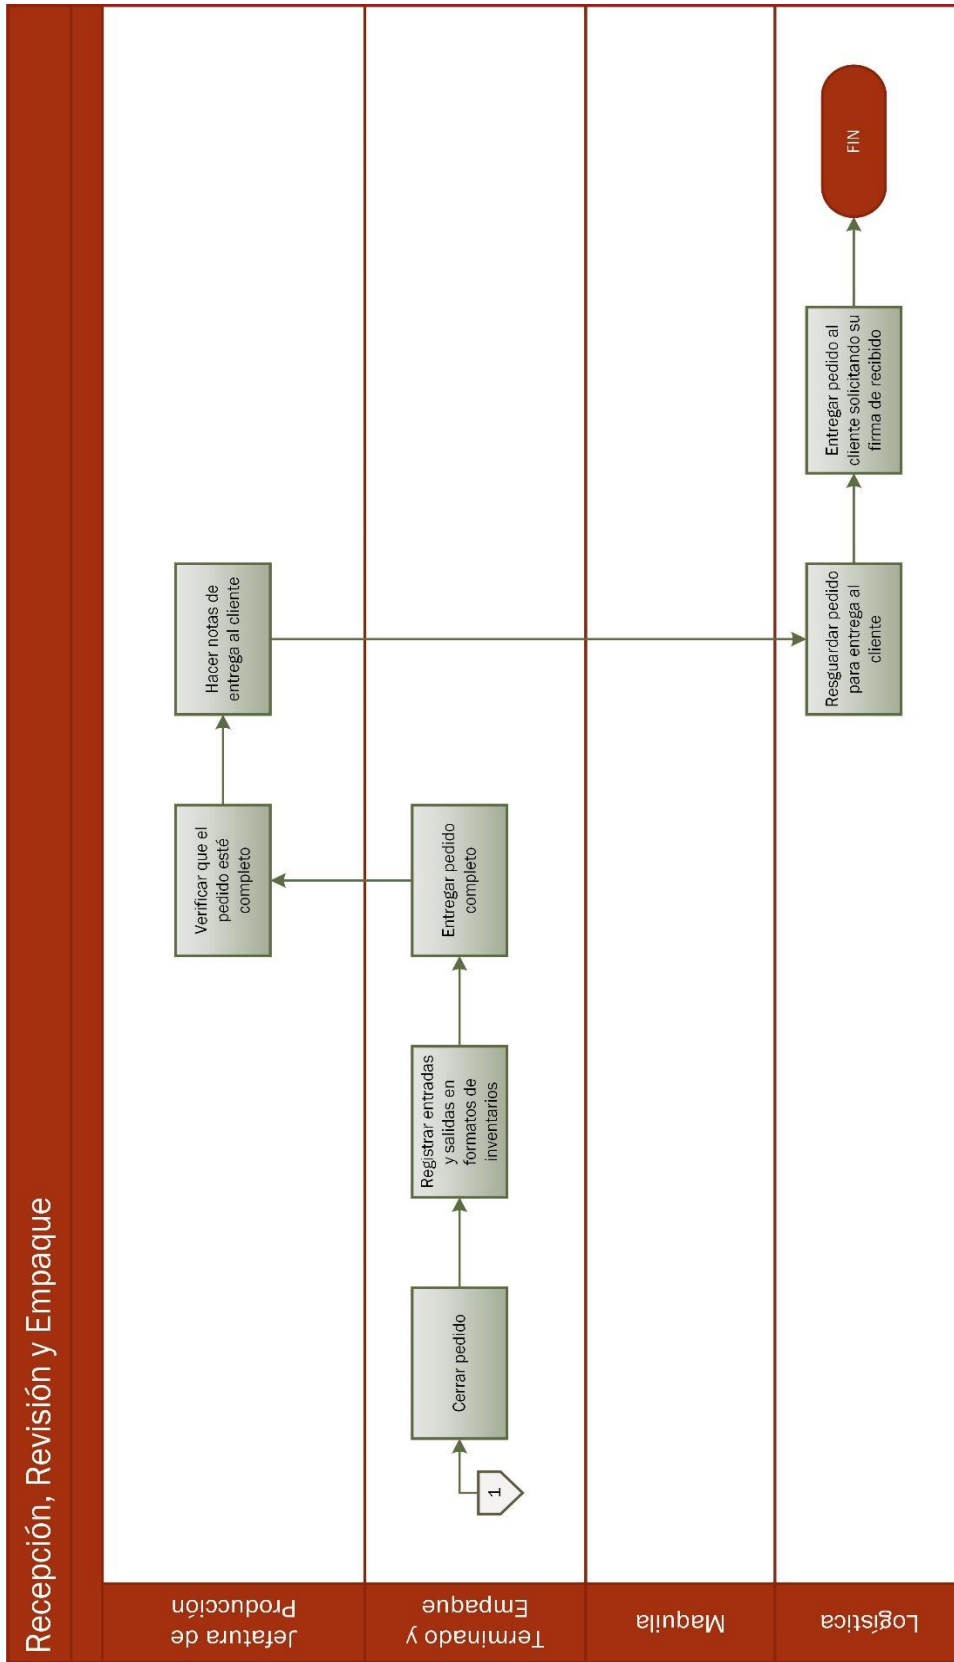 Recepción, Revisión y Empaque
Jefatura de
Producción
Verificar que el
pedido esté
completo
Hacer notas de
entrega al cliente
Terminado y
Empaque
1
Cerrar pedido
Registrar entradas
y salidas en
formatos de
inventarios
Entregar pedido
completo
Maquila
Logística
Resguardar pedido
para entrega al
cliente
Entregar pedido al
cliente solicitando su
firma de recibido
FIN